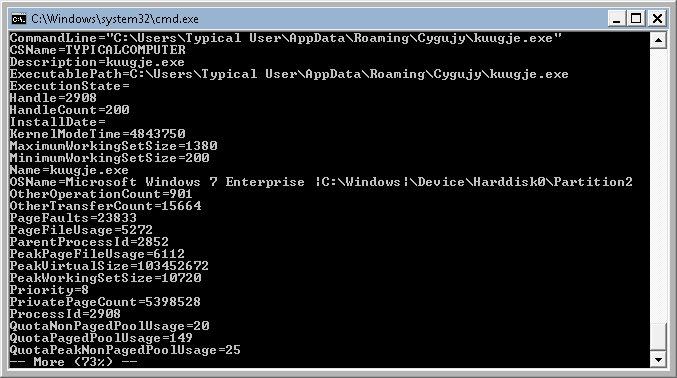 C:\Windows\system32\cmd.exe
CommandLine="C:\Users\Typical User\AppData\Roaming\Cygujy\kuugje.exe"
CSName=TYPICALCOMPUTER
Description=kuugje.exe
ExecutablePath=C:\Users\Typical User\AppData\Roaming\Cygujy\kuugje.exe
ExecutionState=
Handle=2908
HandleCount=200
InstallDate=
KernelModeTime=4843750
MaximumWorkingSetSize=1380
MinimumWorkingSetSize=200
Name=kuugje.exe
OSName=Microsoft Windows 7 Enterprise |C:\Windows|\Device\Harddisk0\Partition2
OtherOperationCount=901
OtherTransferCount=15664
PageFaults=23833
PageFileUsage=5272
ParentProcessId=2852
PeakPageFileUsage=6112
PeakVirtualSize=103452672
PeakWorkingSetSize=10720
Priority=8
PrivatePageCount=5398528
ProcessId=2908
QuotaNonPagedPoolUsage=20
QuotaPagedPoolUsage=149
QuotaPeakNonPagedPoolUsage=25
-- More (73%) --